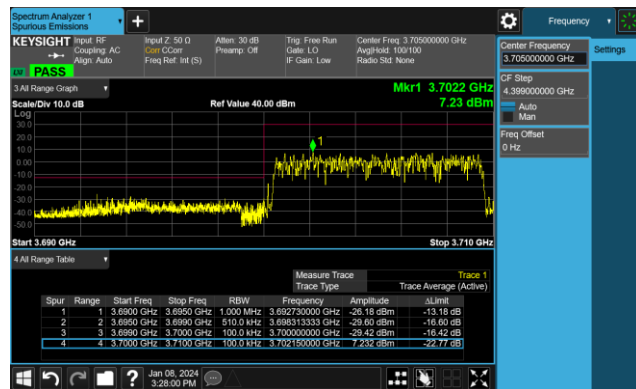 Spectrum Analyzer 1
Spurious Emissions
Frequency
KEYSIGHT Input: RF Input Z: 50 Ω Atten: 30 dB Trig: Free Run Center Freq: 3.705000000 GHz
Coupling: AC Corr CCorr Preamp: Off Gate: LO Avg|Hold: 100/100
Align: Auto Freq Ref: Int (S) IF Gain: Low Radio Std: None
PASS
Center Frequency
3.705000000 GHz
Settings
CF Step
4.399000000 GHz
Auto
Man
Freq Offset
0 Hz
3 All Range Graph
Mkr1 3.7022 GHz
Scale/Div 10.0 dB Ref Value 40.00 dBm 7.23 dBm
Log
30.0
20.0
10.0
0.00
-10.0
-20.0
-30.0
-40.0
-50.0
1
Start 3.690 GHz Stop 3.710 GHz
4 All Range Table
Measure Trace Trace 1
Trace Type Trace Average (Active)
Spur Range Start Freq Stop Freq RBW Frequency Amplitude ΔLimit
1 1 3.6900 GHz 3.6950 GHz 1.000 MHz 3.692730000 GHz -26.18 dBm -13.18 dB
2 2 3.6950 GHz 3.6990 GHz 510.0 kHz 3.698313333 GHz -29.60 dBm -16.60 dB
3 3 3.6990 GHz 3.7000 GHz 100.0 kHz 3.700000000 GHz -29.42 dBm -16.42 dB
4 4 3.7000 GHz 3.7100 GHz 100.0 kHz 3.702150000 GHz 7.232 dBm -22.77 dB
Jan 08, 2024
3:28:00 PM